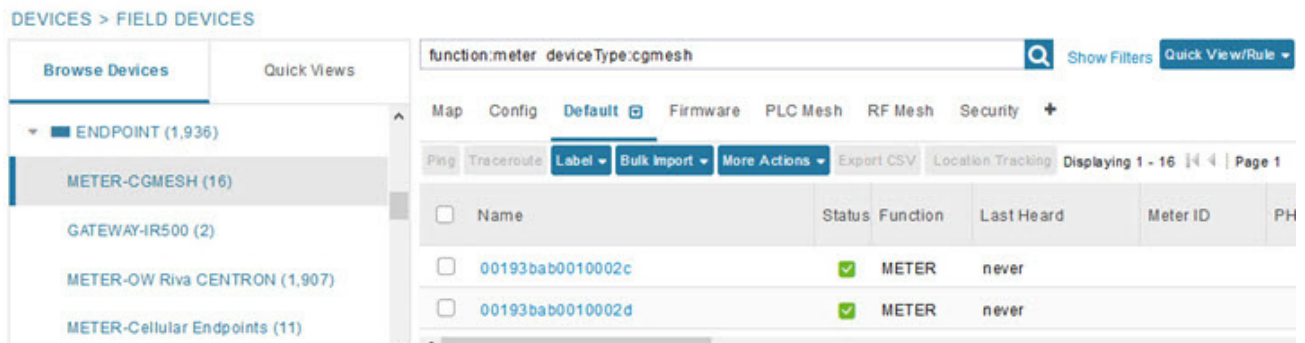 DEVICES > FIELD DEVICES
Browse Devices Quick Views
ENDPOINT (1,936)
METER-CGMESH (16)
GATEWAY-IR500 (2)
METER-OW Riva CENTRON (1,907)
METER-Cellular Endpoints (11)
function:meter deviceType:cgmesh Show Filters Quick View/Rule
Map Config Default Firmware PLC Mesh RF Mesh Security +
Ping Traceroute Label Bulk Import More Actions Export CSV Location Tracking Displaying 1 - 16 Page 1
Name Status Function Last Heard Meter ID PH
00193bab0010002c METER never
00193bab0010002d METER never